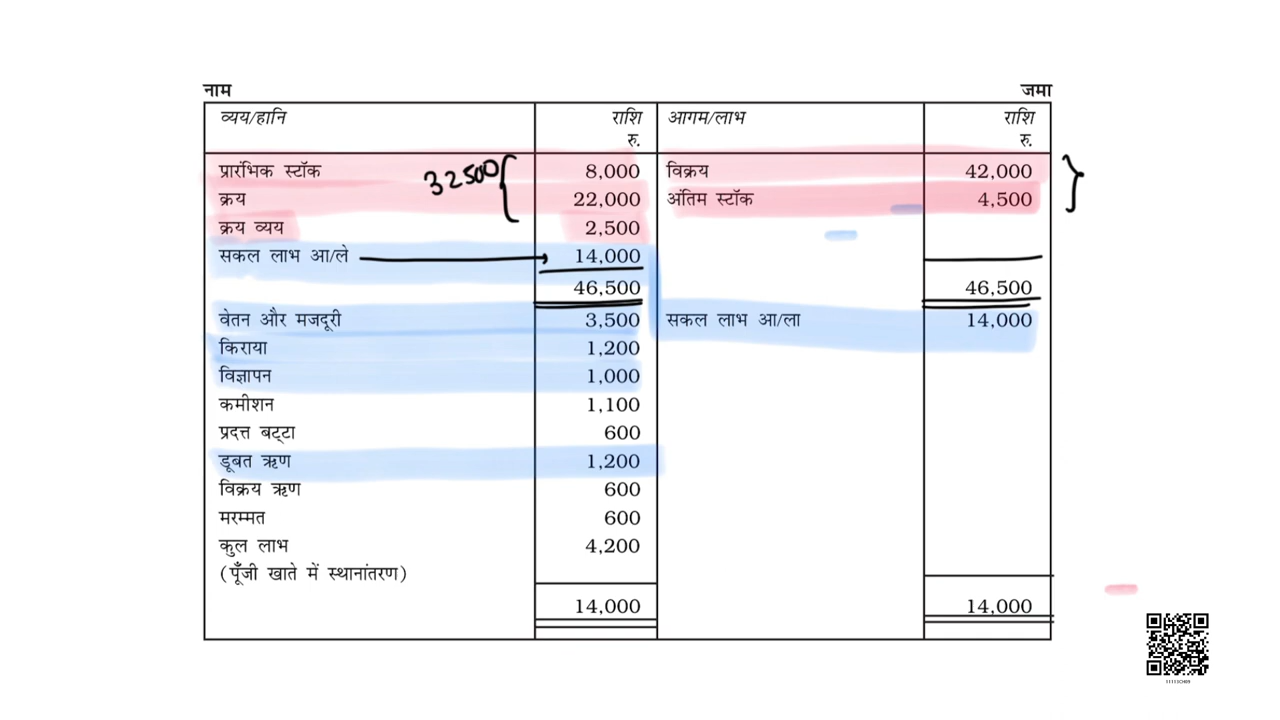 नाम जमा
व्यय/हानि राशि आगम/लाभ राशि
रु. रु.
प्रारंभिक स्टॉक 32500 8,000 विक्रय 42,000
क्रय 22,000 अंतिम स्टॉक 4,500
क्रय व्यय 2,500
सकल लाभ आ/ले 14,000
46,500 46,500
वेतन और मजदूरी 3,500 सकल लाभ आ/ला 14,000
किराया 1,200
विज्ञापन 1,000
कमीशन 1,100
प्रदत्त बट्टा 600
डूबत ऋण 1,200
विक्रय ऋण 600
मरम्मत 600
कुल लाभ 4,200
(पूँजी खाते में स्थानांतरण)
14,000 14,000